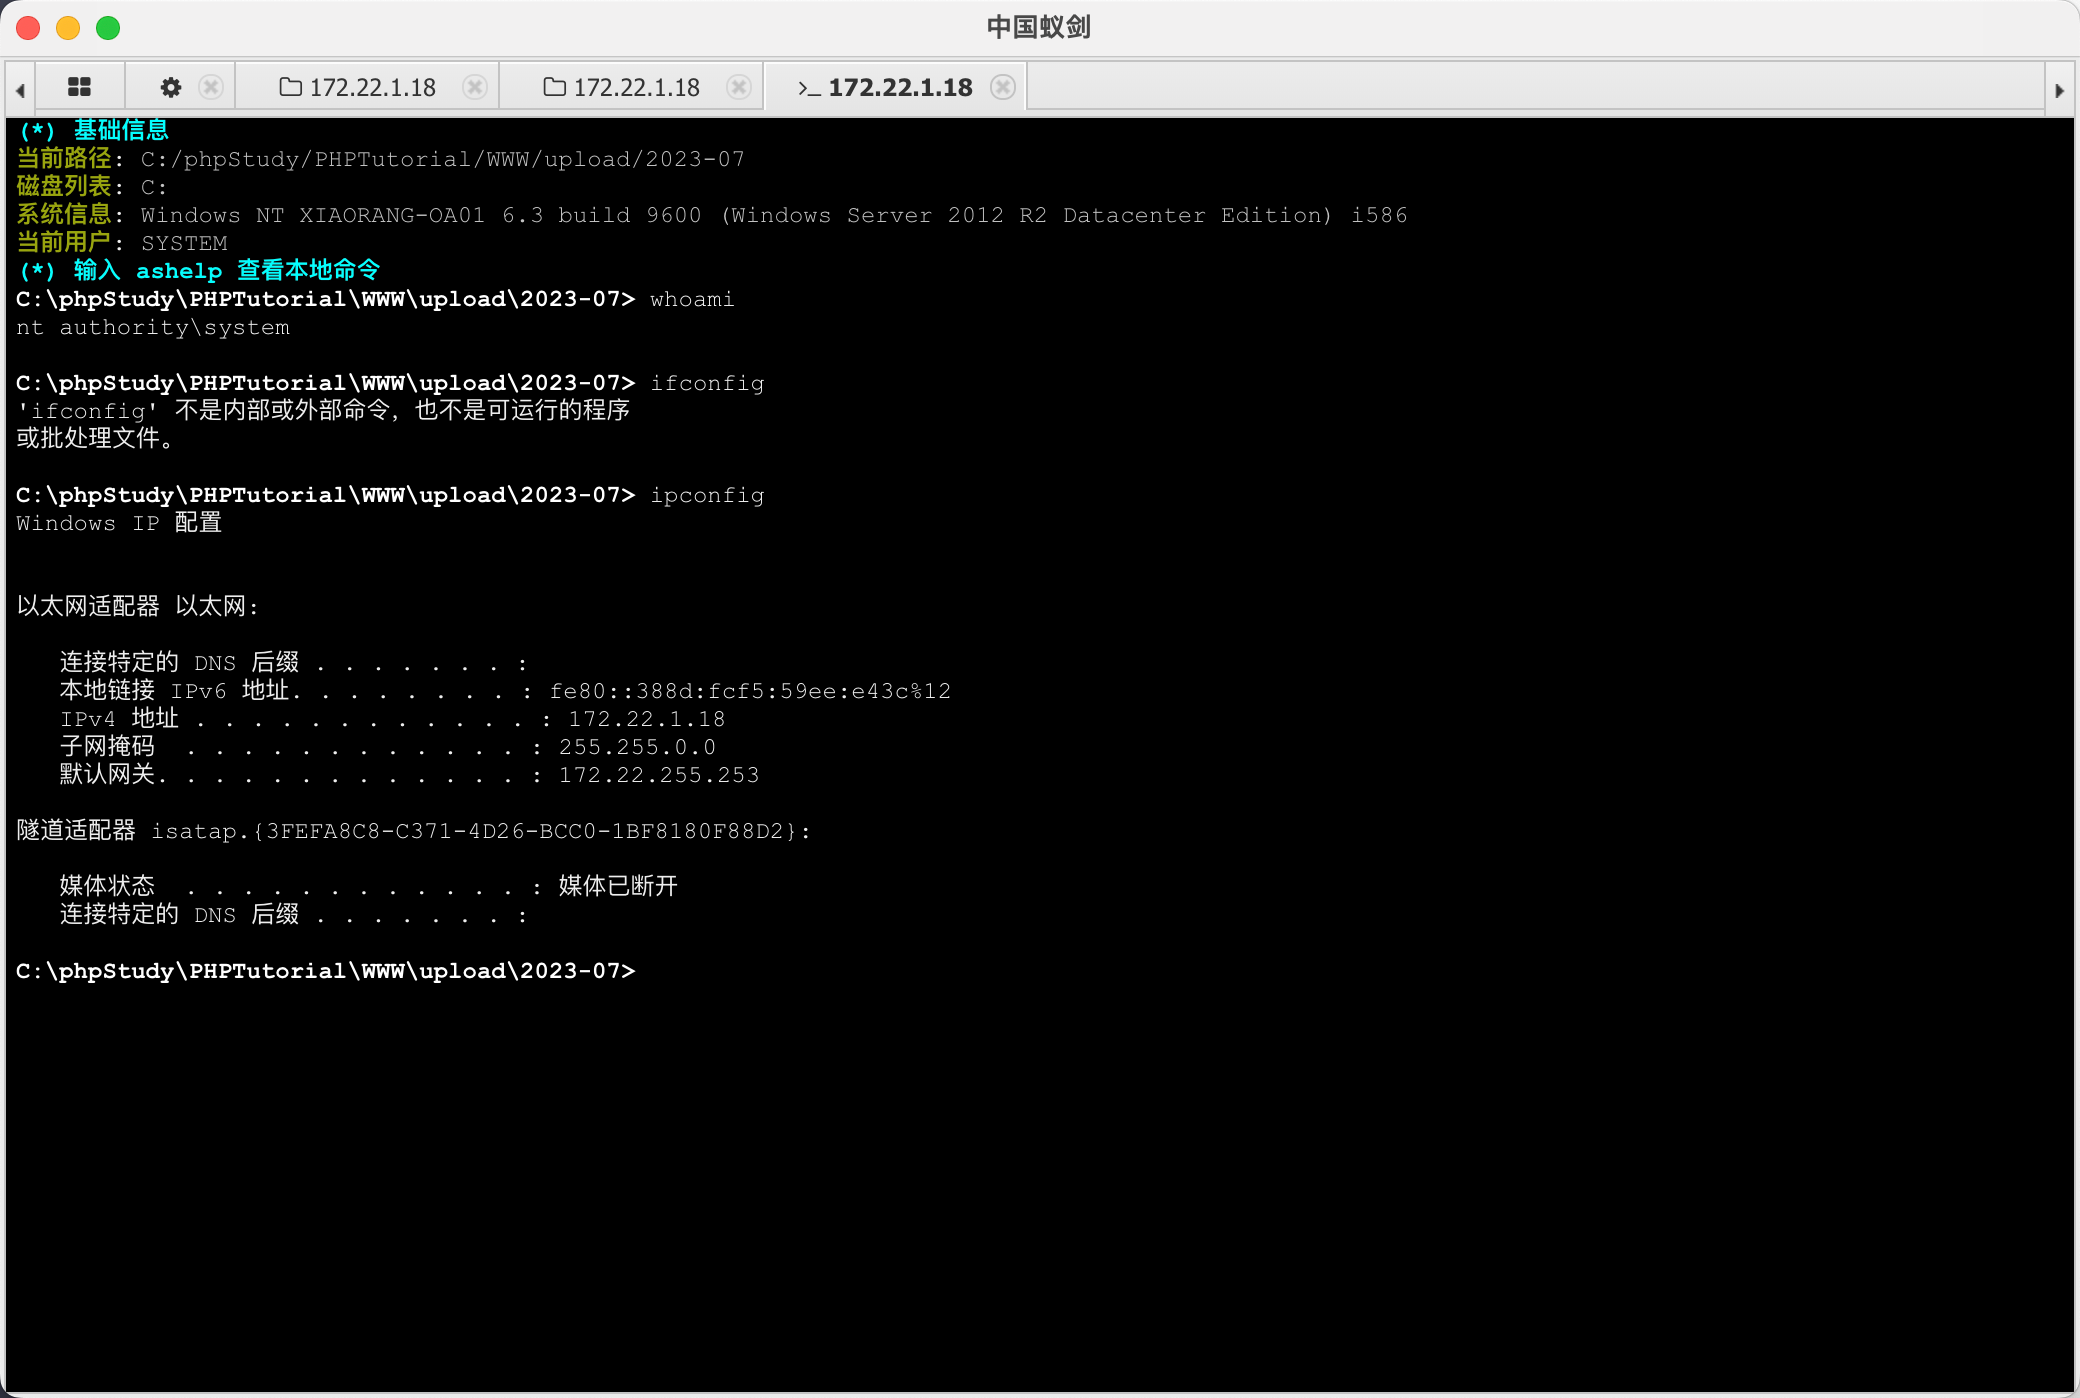 中国蚁剑
172.22.1.18 172.22.1.18 >_ 172.22.1.18
(*) 基础信息
当前路径: C:/phpStudy/PHPTutorial/WWW/upload/2023-07
磁盘列表: C:
系统信息: Windows NT XIAORANG-OA01 6.3 build 9600 (Windows Server 2012 R2 Datacenter Edition) i586
当前用户: SYSTEM
(*) 输入 ashelp 查看本地命令
C:\phpStudy\PHPTutorial\WWW\upload\2023-07> whoami
nt authority\system
C:\phpStudy\PHPTutorial\WWW\upload\2023-07> ifconfig
'ifconfig' 不是内部或外部命令，也不是可运行的程序
或批处理文件。
C:\phpStudy\PHPTutorial\WWW\upload\2023-07> ipconfig
Windows IP 配置
以太网适配器 以太网:
连接特定的 DNS 后缀 . . . . . . . :
本地链接 IPv6 地址. . . . . . . . : fe80::388d:fcf5:59ee:e43c%12
IPv4 地址 . . . . . . . . . . . . : 172.22.1.18
子网掩码  . . . . . . . . . . . . : 255.255.0.0
默认网关. . . . . . . . . . . . . : 172.22.255.253
隧道适配器 isatap.{3FEFA8C8-C371-4D26-BCC0-1BF8180F88D2}:
媒体状态  . . . . . . . . . . . . : 媒体已断开
连接特定的 DNS 后缀 . . . . . . . :
C:\phpStudy\PHPTutorial\WWW\upload\2023-07>